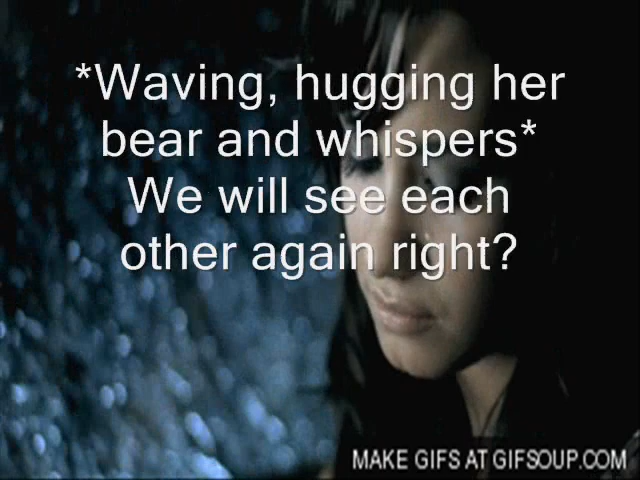 *Waving, hugging her
bear and whispers*
We will see each
other again right?
MAKE GIFS AT GIFSOUP.COM